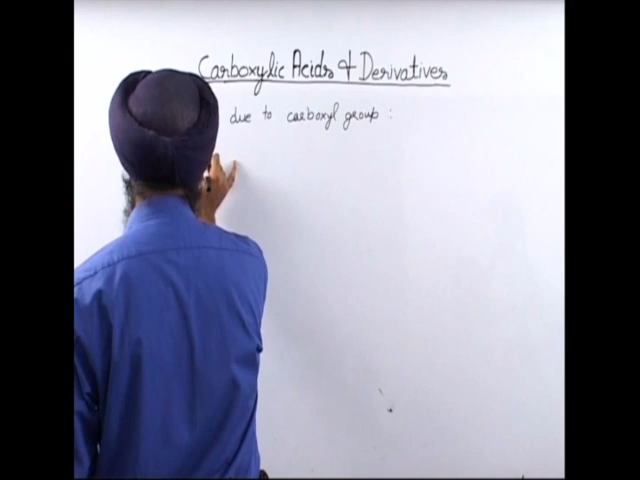 Carboxylic Acids & Derivatives
due to carboxyl group :